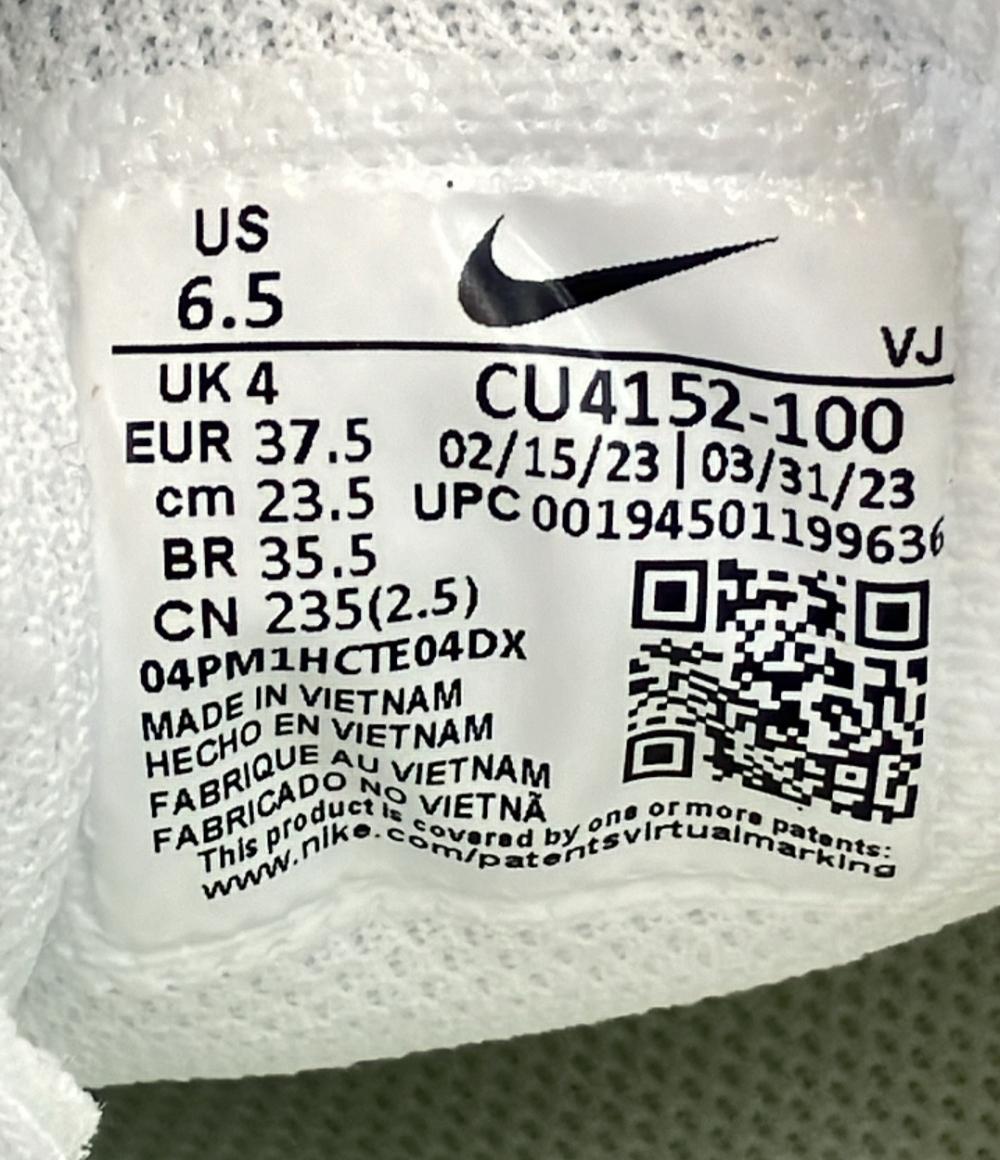 US
6.5
VJ
UK 4
CU4152-100
EUR 37.5
02/15/23 | 03/31/23
cm 23.5
UPC 00194501199636
BR 35.5
CN 235(2.5)
04PM1HCTE04DX
MADE IN VIETNAM
HECHO EN VIETNAM
FABRIQUE AU VIETNAM
FABRICADO NO VIETNÃ
This product is covered by one or more patents:
www.nike.com/patentsvirtualmarking